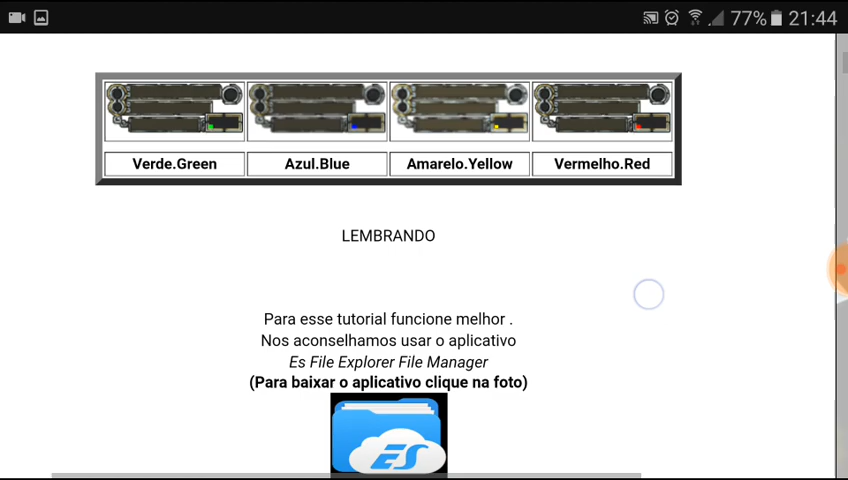 77% 21:44
Verde.Green Azul.Blue Amarelo.Yellow Vermelho.Red
LEMBRANDO
Para esse tutorial funcione melhor .
Nos aconselhamos usar o aplicativo
Es File Explorer File Manager
(Para baixar o aplicativo clique na foto)
ES